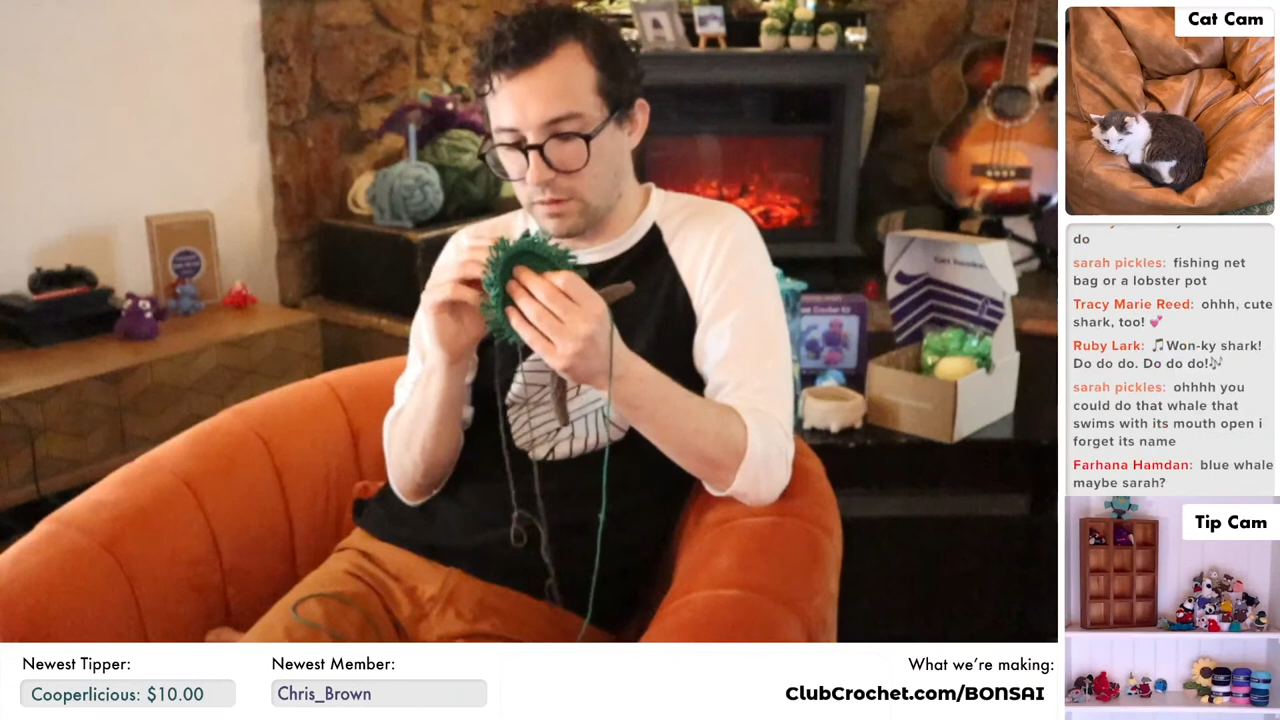 Cat Cam
do
sarah pickles: fishing net
bag or a lobster pot
Tracy Marie Reed: ohhh, cute
shark, too! 💕
Ruby Lark: 🎵Won-ky shark!
Do do do. Do do do!🎶
sarah pickles: ohhhh you
could do that whale that
swims with its mouth open i
forget its name
Farhana Hamdan: blue whale
maybe sarah?
Tip Cam
A
Newest Tipper:
Cooperlicious: $10.00
Newest Member:
Chris_Brown
What we're making:
ClubCrochet.com/BONSAI